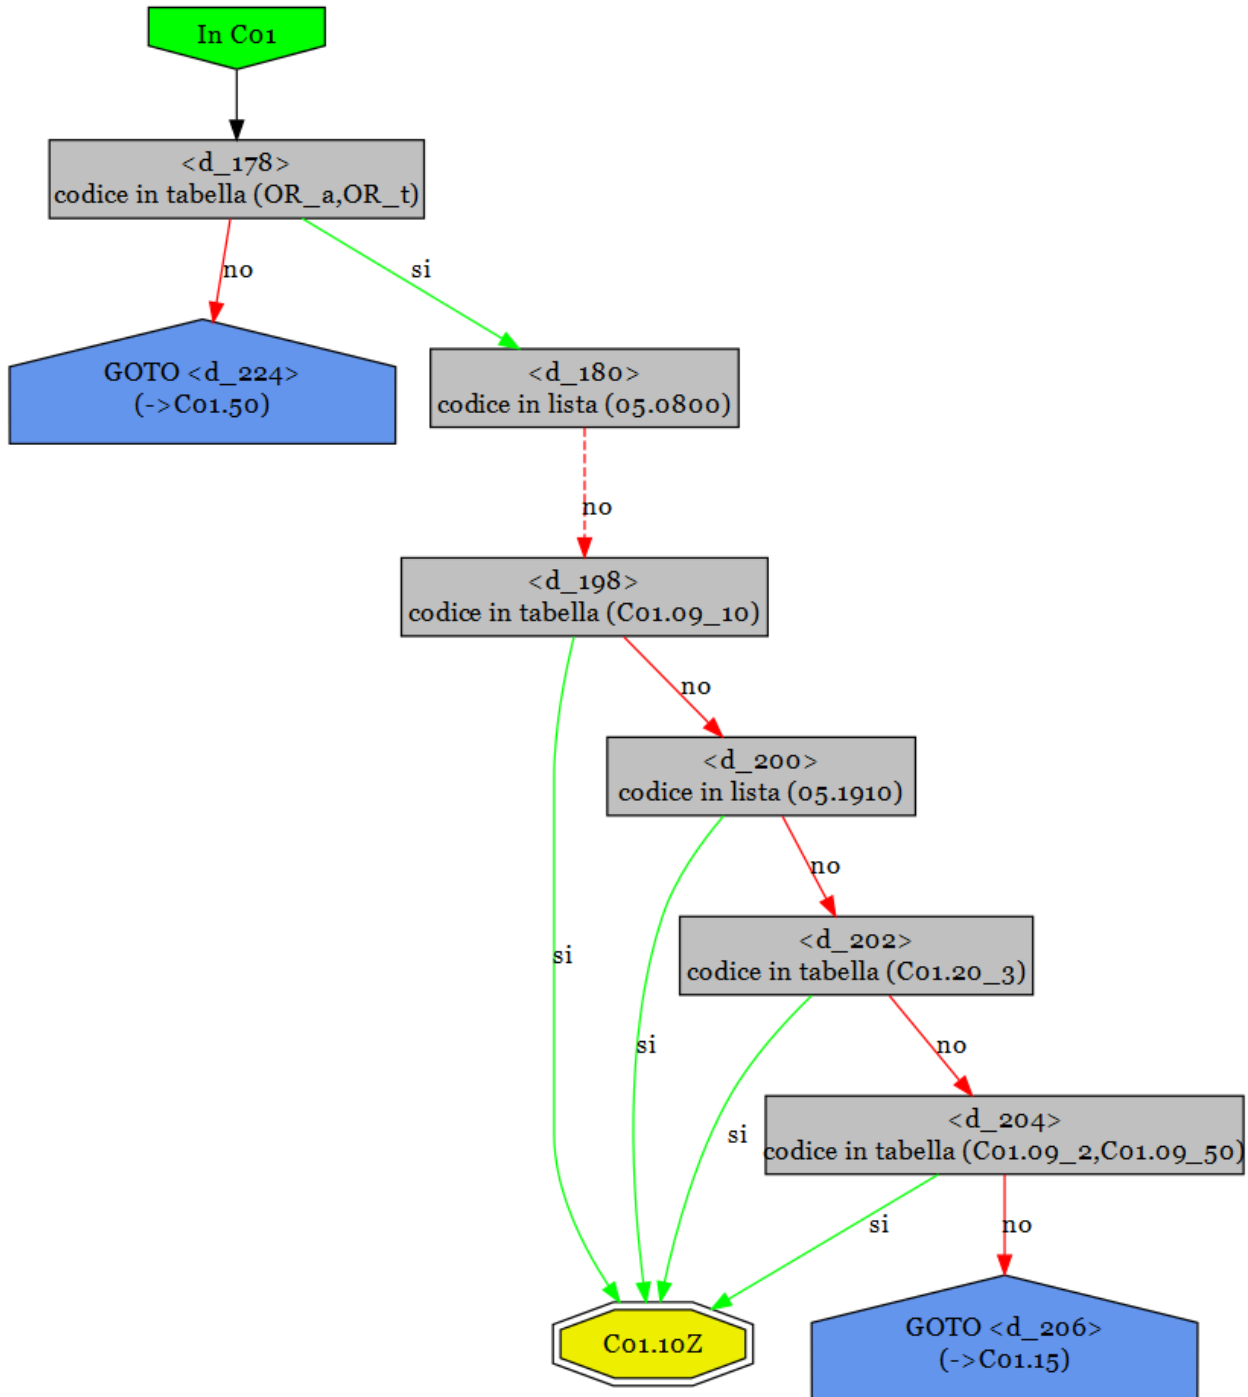 In C01
<d_178>
codice in tabella (OR_a,OR_t)
no
si
GOTO <d_224>
(->C01.50)
<d_180>
codice in lista (05.0800)
no
<d_198>
codice in tabella (C01.09_10)
no
<d_200>
codice in lista (05.1910)
no
<d_202>
codice in tabella (C01.20_3)
si
si
no
<d_204>
codice in tabella (C01.09_2,C01.09_50)
si
si
no
C01.10Z
GOTO <d_206>
(->C01.15)